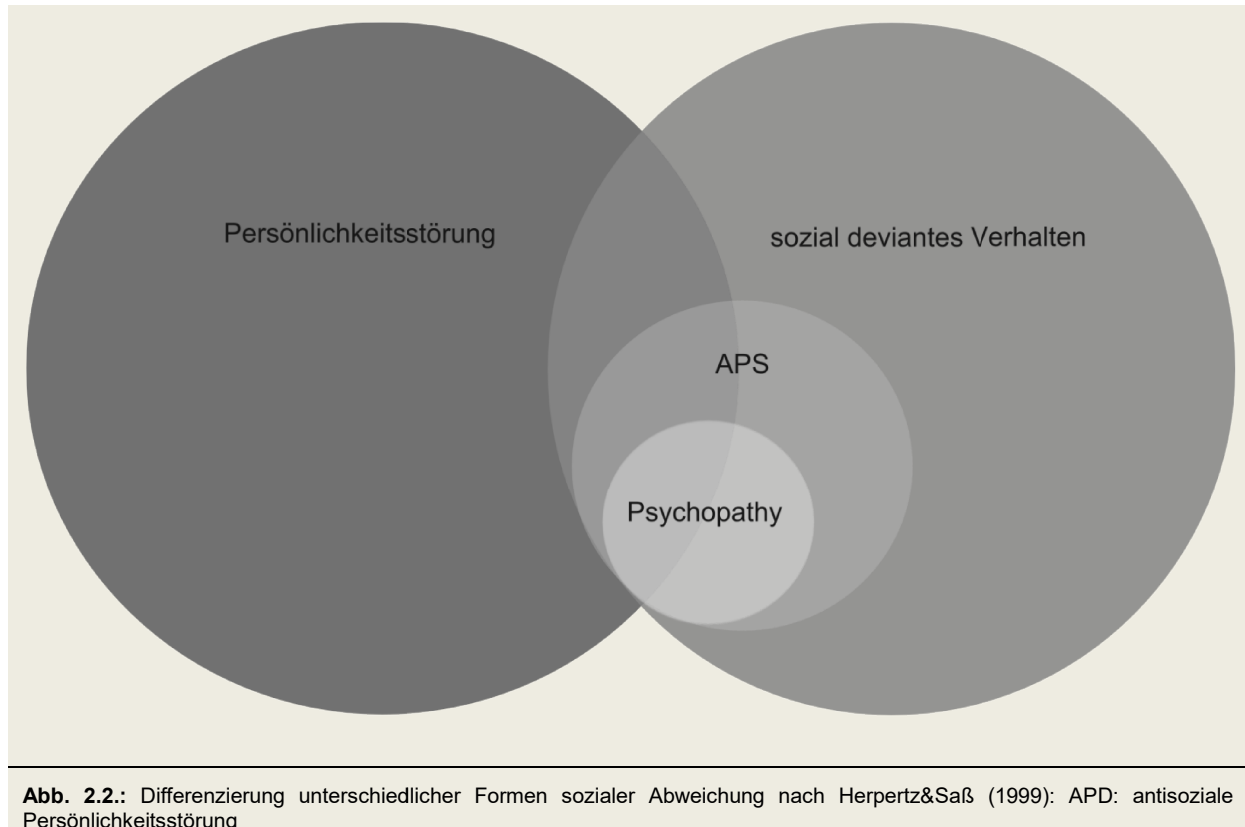 Persönlichkeitsstörung
sozial deviantes Verhalten
APS
Psychopathy
Abb. 2.2.: Differenzierung unterschiedlicher Formen sozialer Abweichung nach Herpertz&Saß (1999): APD: antisoziale
Persönlichkeitsstörung